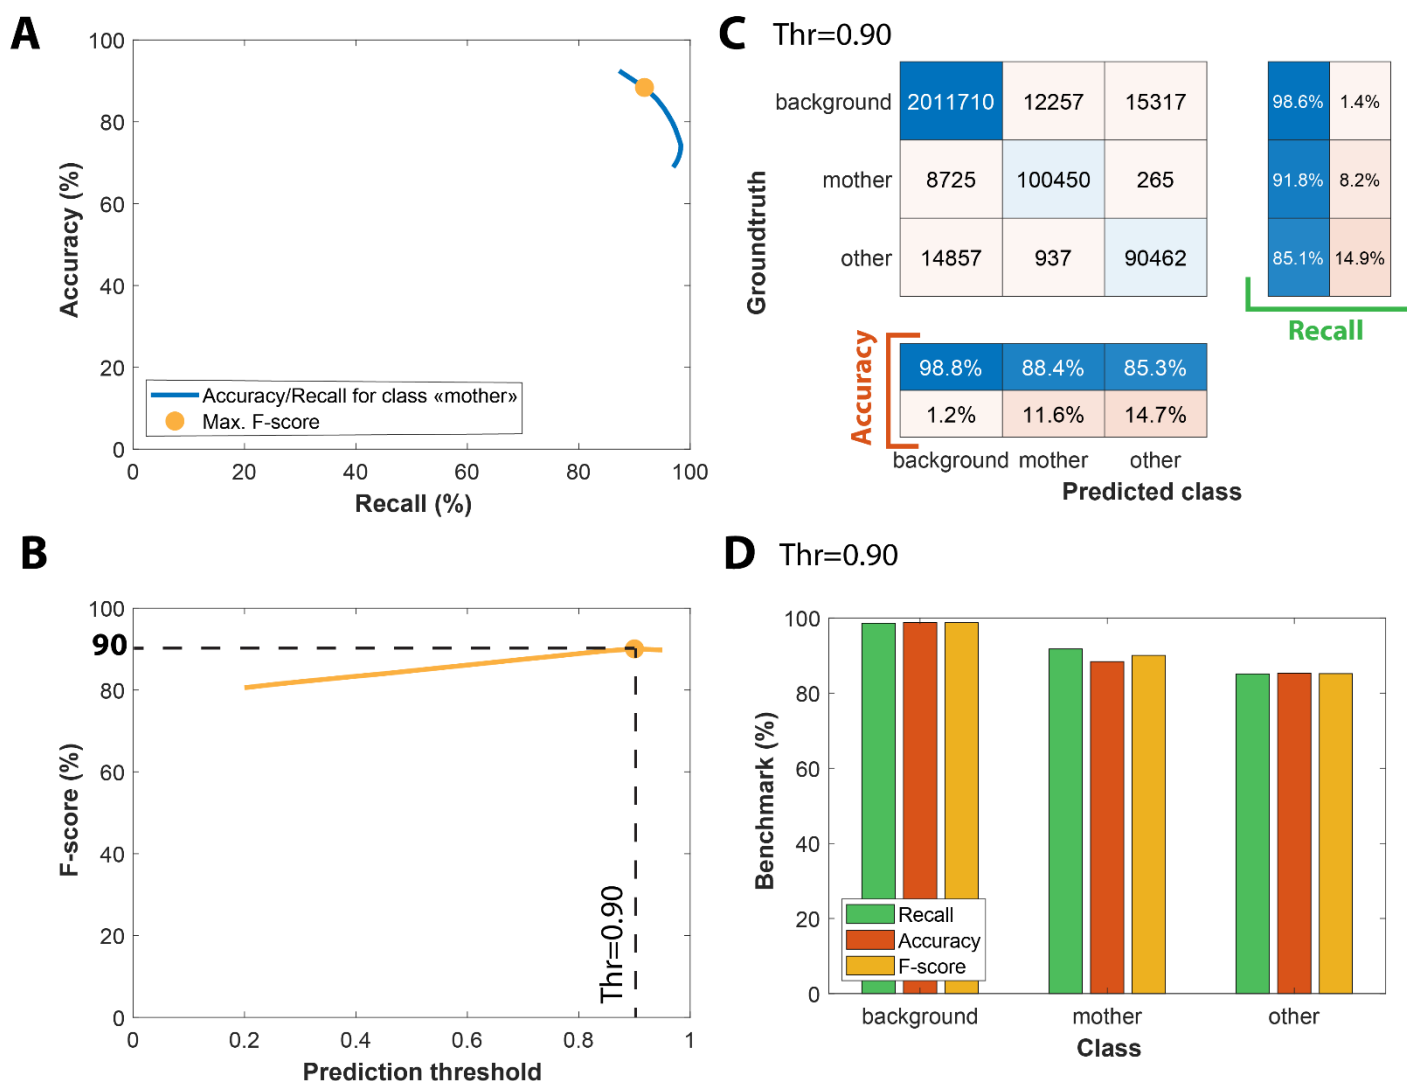 A
100
80
60
40
20
0
Accuracy (%)
Accuracy/Recall for class «mother»
Max. F-score
0 20 40 60 80 100
Recall (%)
C Thr=0.90
Groundtruth
background 2011710 12257 15317 98.6% 1.4%
mother 8725 100450 265 91.8% 8.2%
other 14857 937 90462 85.1% 14.9%
Recall
Accuracy
98.8% 88.4% 85.3%
1.2% 11.6% 14.7%
background mother other
Predicted class
B
100
90
80
60
40
20
0
F-score (%)
Thr=0.90
0 0.2 0.4 0.6 0.8 1
Prediction threshold
D Thr=0.90
100
80
60
40
20
0
Benchmark (%)
Recall
Accuracy
F-score
background mother other
Class